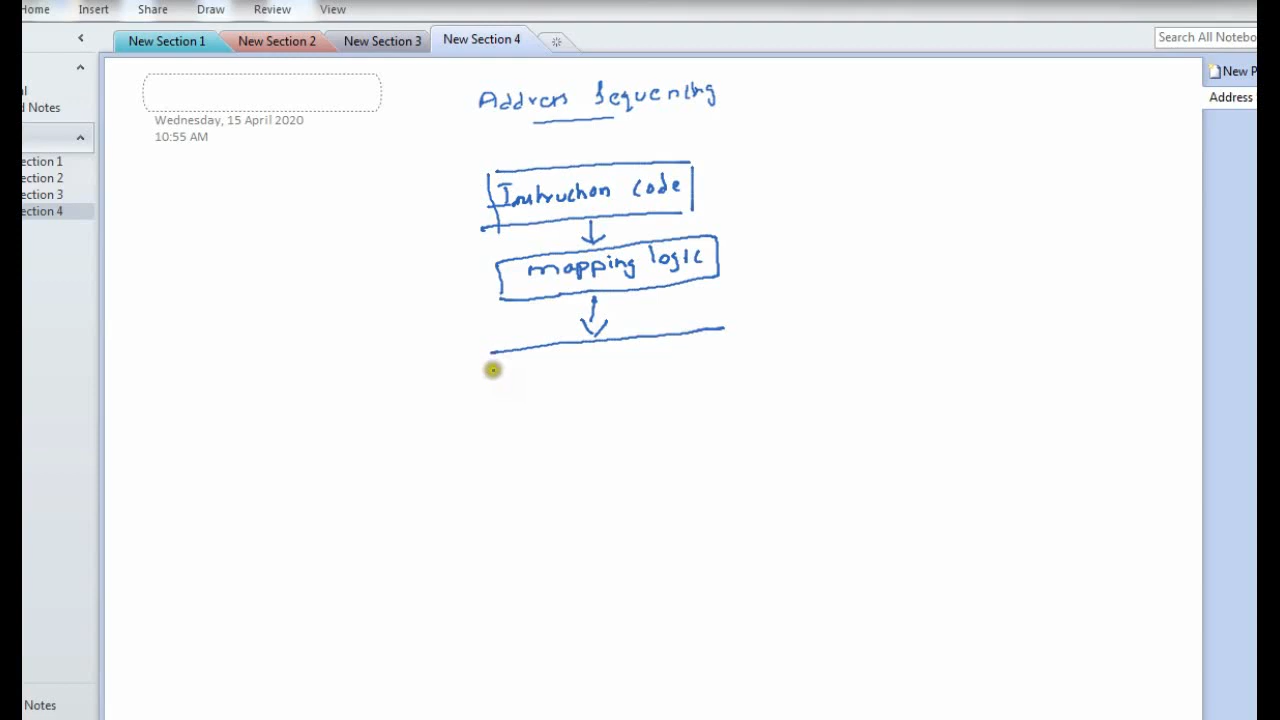 Home Insert Share Draw Review View
New Section 1 New Section 2 New Section 3 New Section 4
Search All Notebo
New P
Address
d Notes
Wednesday, 15 April 2020
10:55 AM
ection 1
ection 2
ection 3
ection 4
Address Sequencing
Instruction code
mapping logic
Notes